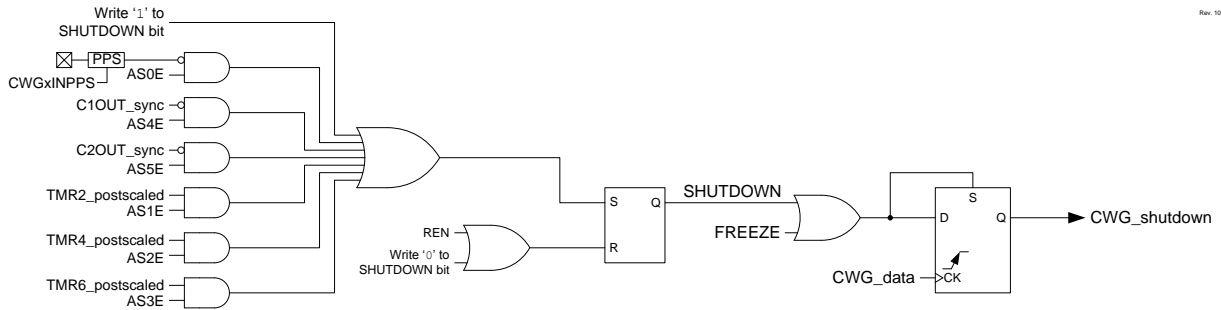 Rev. 10
Write '1' to
SHUTDOWN bit
PPS
AS0E
CWGxINPPS
C1OUT_sync
AS4E
C2OUT_sync
AS5E
TMR2_postscaled
AS1E
TMR4_postscaled
AS2E
TMR6_postscaled
AS3E
REN
Write '0' to
SHUTDOWN bit
S
Q
R
SHUTDOWN
FREEZE
S
D
Q
CWG_data
CK
CWG_shutdown